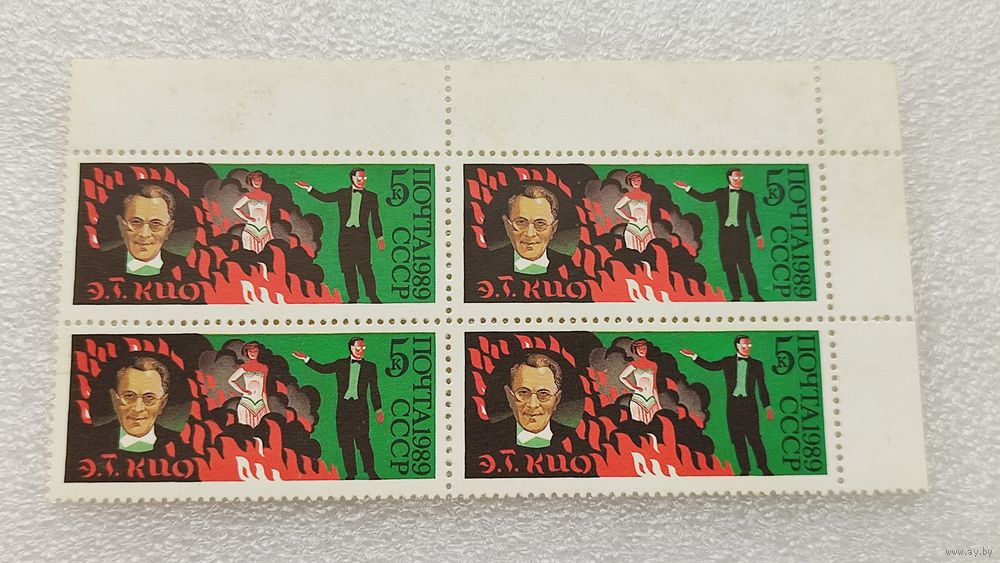 Э.Т. КИО
5к
ПОЧТА 1989
СССР
Э.Т. КИО
5к
ПОЧТА 1989
СССР
Э.Т. КИО
5к
ПОЧТА 1989
СССР
Э.Т. КИО
5к
ПОЧТА 1989
СССР
www.ay.by